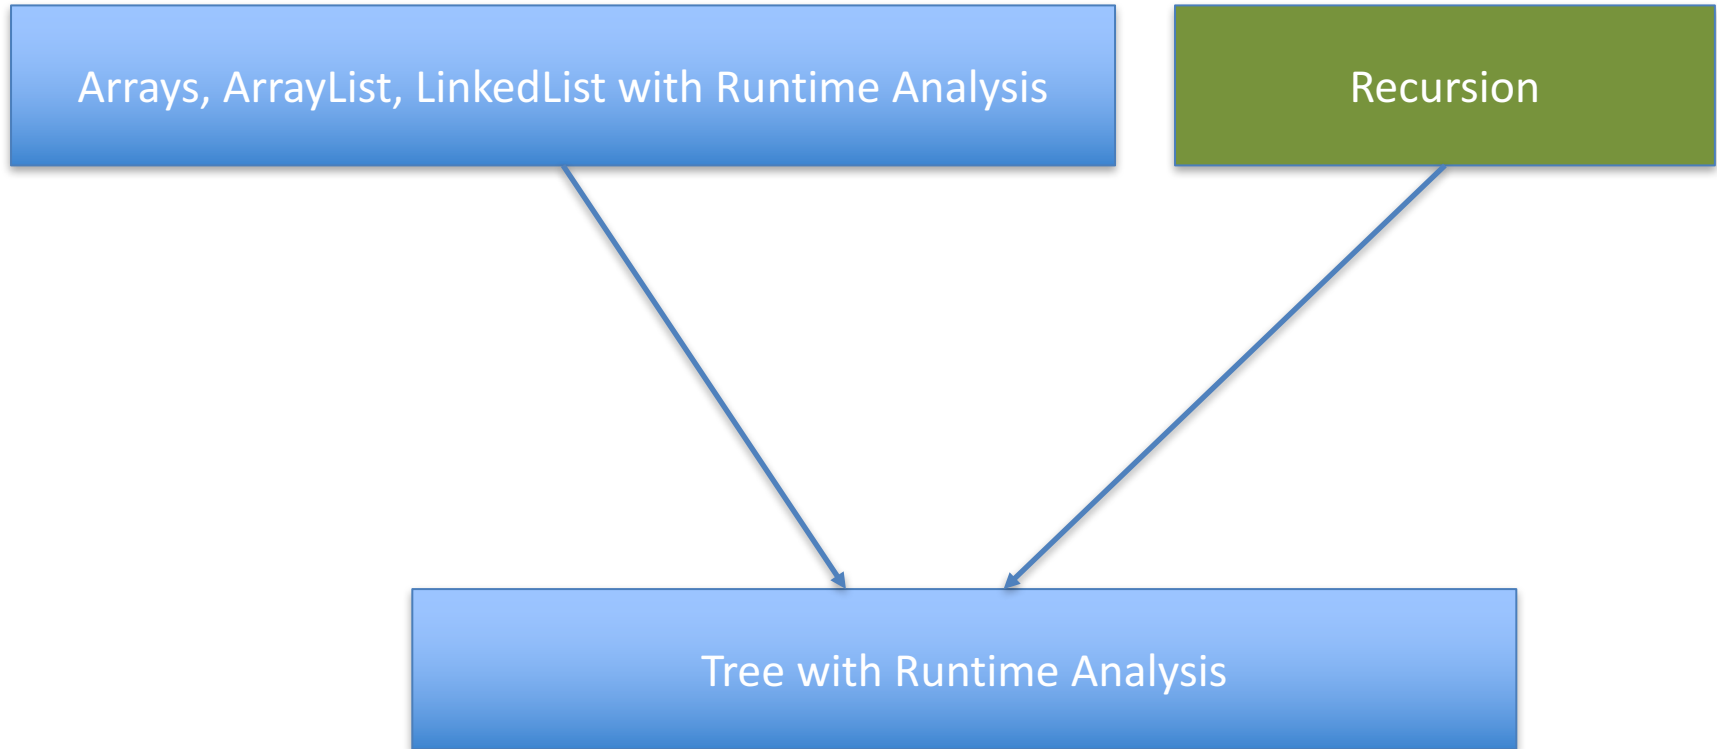 Arrays, ArrayList, LinkedList with Runtime Analysis
Recursion
Tree with Runtime Analysis